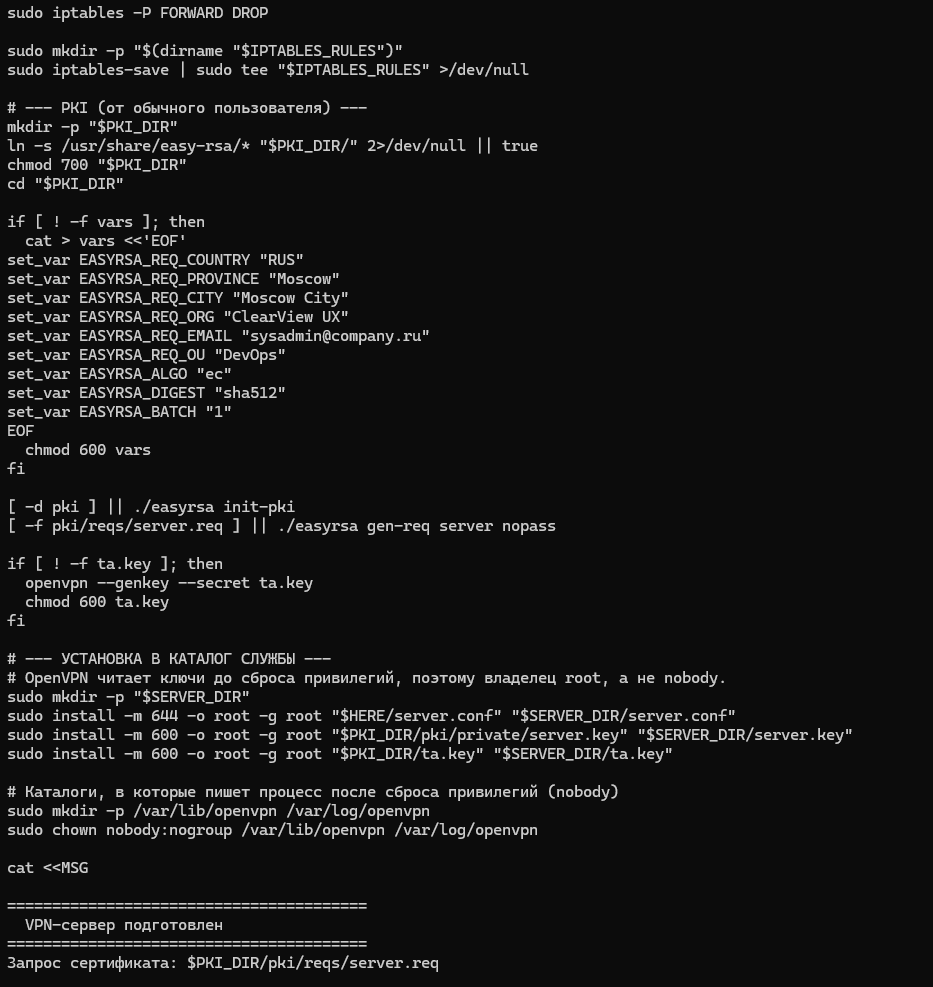 sudo iptables -P FORWARD DROP
sudo mkdir -p "$(dirname "$IPTABLES_RULES")"
sudo iptables-save | sudo tee "$IPTABLES_RULES" >/dev/null
# --- PKI (от обычного пользователя) ---
mkdir -p "$PKI_DIR"
ln -s /usr/share/easy-rsa/* "$PKI_DIR/" 2>/dev/null || true
chmod 700 "$PKI_DIR"
cd "$PKI_DIR"
if [ ! -f vars ]; then
  cat > vars <<'EOF'
set_var EASYRSA_REQ_COUNTRY "RUS"
set_var EASYRSA_REQ_PROVINCE "Moscow"
set_var EASYRSA_REQ_CITY "Moscow City"
set_var EASYRSA_REQ_ORG "ClearView UX"
set_var EASYRSA_REQ_EMAIL "sysadmin@company.ru"
set_var EASYRSA_REQ_OU "DevOps"
set_var EASYRSA_ALGO "ec"
set_var EASYRSA_DIGEST "sha512"
set_var EASYRSA_BATCH "1"
EOF
  chmod 600 vars
fi
[ -d pki ] || ./easyrsa init-pki
[ -f pki/reqs/server.req ] || ./easyrsa gen-req server nopass
if [ ! -f ta.key ]; then
  openvpn --genkey --secret ta.key
  chmod 600 ta.key
fi
# --- УСТАНОВКА В КАТАЛОГ СЛУЖБЫ ---
# OpenVPN читает ключи до сброса привилегий, поэтому владелец root, а не nobody.
sudo mkdir -p "$SERVER_DIR"
sudo install -m 644 -o root -g root "$HERE/server.conf" "$SERVER_DIR/server.conf"
sudo install -m 600 -o root -g root "$PKI_DIR/pki/private/server.key" "$SERVER_DIR/server.key"
sudo install -m 600 -o root -g root "$PKI_DIR/ta.key" "$SERVER_DIR/ta.key"
# Каталоги, в которые пишет процесс после сброса привилегий (nobody)
sudo mkdir -p /var/lib/openvpn /var/log/openvpn
sudo chown nobody:nogroup /var/lib/openvpn /var/log/openvpn
cat <<MSG
========================================
  VPN-сервер подготовлен
========================================
Запрос сертификата: $PKI_DIR/pki/reqs/server.req